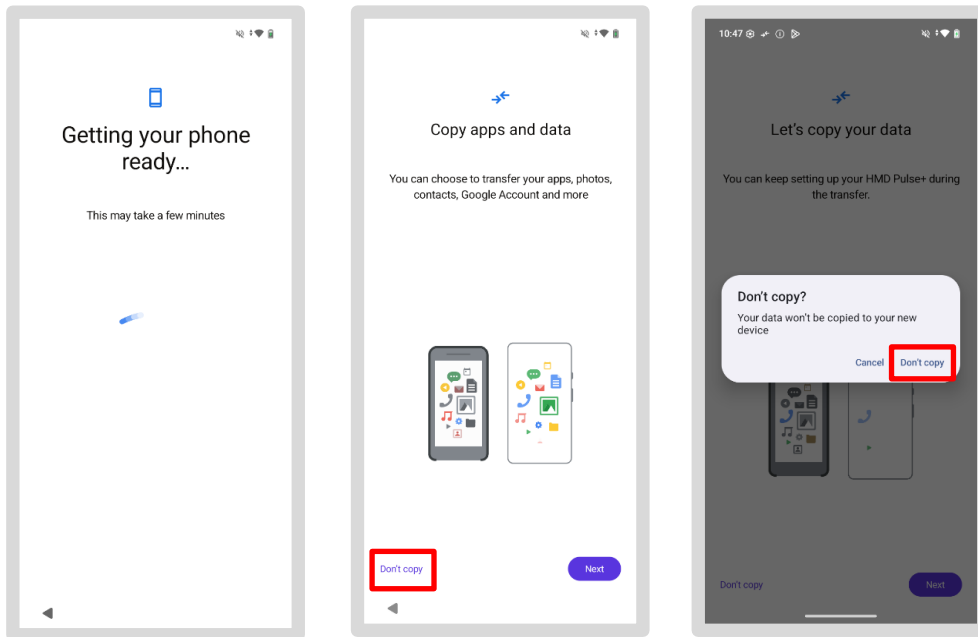 Getting your phone
ready...
This may take a few minutes
Copy apps and data
You can choose to transfer your apps, photos,
contacts, Google Account and more
Don't copy
Next
10:47
Let's copy your data
You can keep setting up your HMD Pulse+ during
the transfer.
Don't copy?
Your data won't be copied to your new
device
Cancel Don't copy
Don't copy
Next